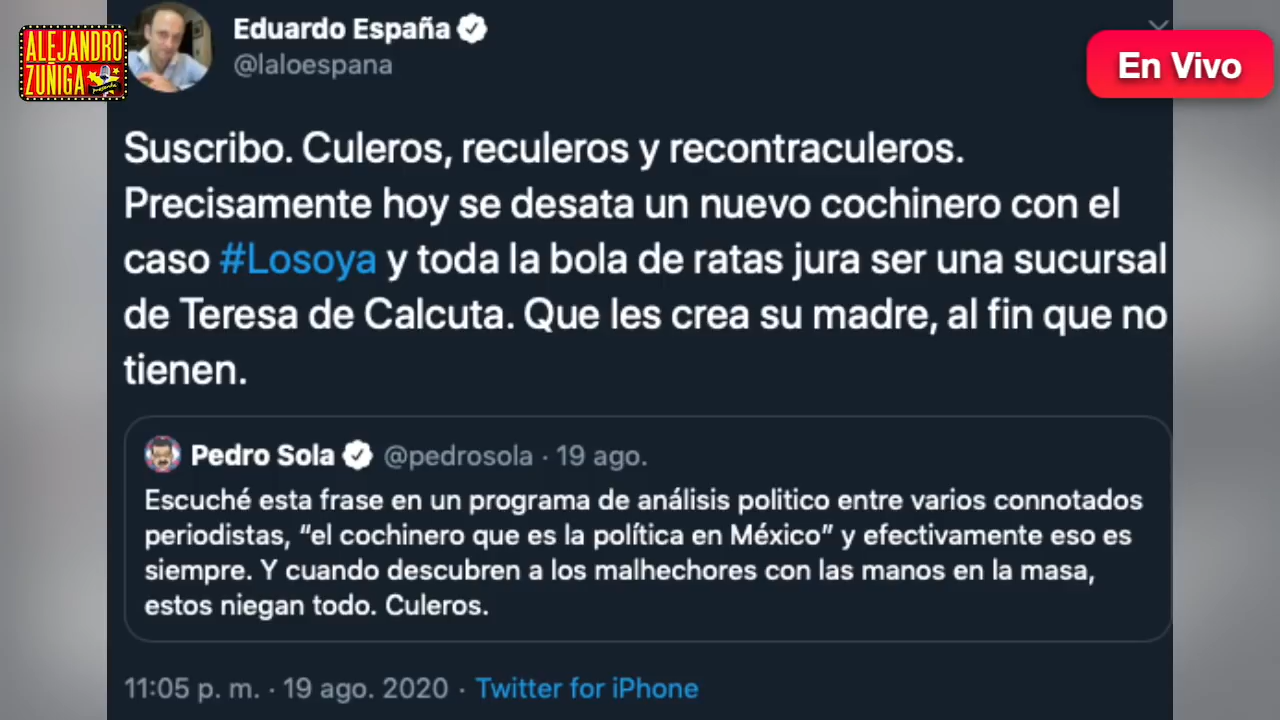 ALEJANDRO
ZUÑIGA
presenta
Eduardo España
@laloespana
En Vivo
Suscribo. Culeros, reculeros y recontraculeros.
Precisamente hoy se desata un nuevo cochinero con el
caso #Losoya y toda la bola de ratas jura ser una sucursal
de Teresa de Calcuta. Que les crea su madre, al fin que no
tienen.
Pedro Sola @pedrosola · 19 ago.
Escuché esta frase en un programa de análisis politico entre varios connotados
periodistas, “el cochinero que es la política en México” y efectivamente eso es
siempre. Y cuando descubren a los malhechores con las manos en la masa,
estos niegan todo. Culeros.
11:05 p. m. · 19 ago. 2020 · Twitter for iPhone